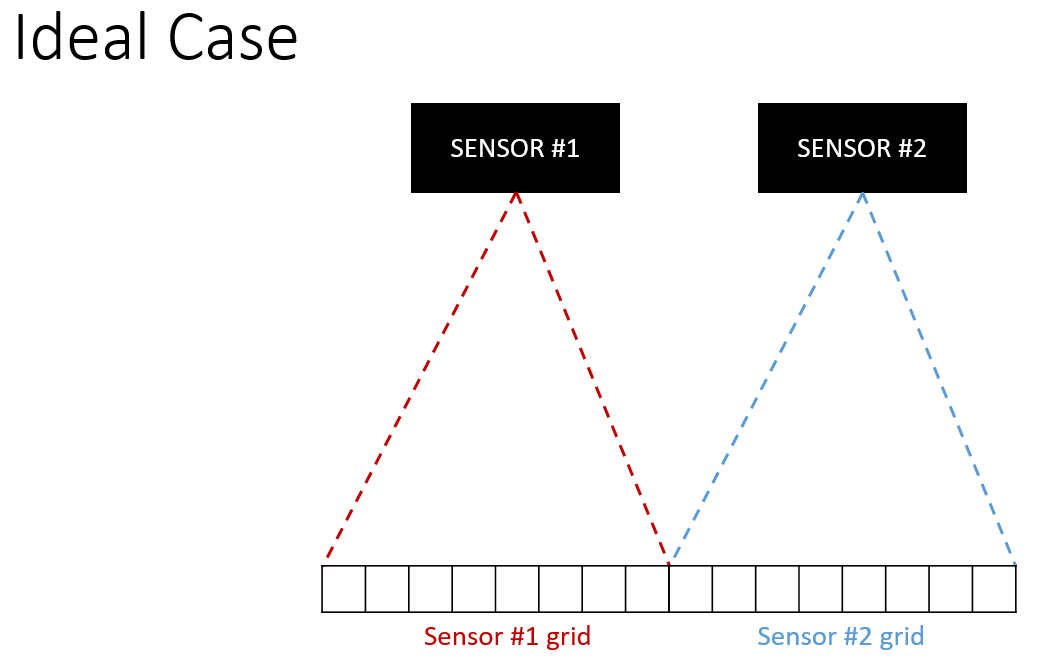 Ideal Case
SENSOR #1
SENSOR #2
Sensor #1 grid
Sensor #2 grid